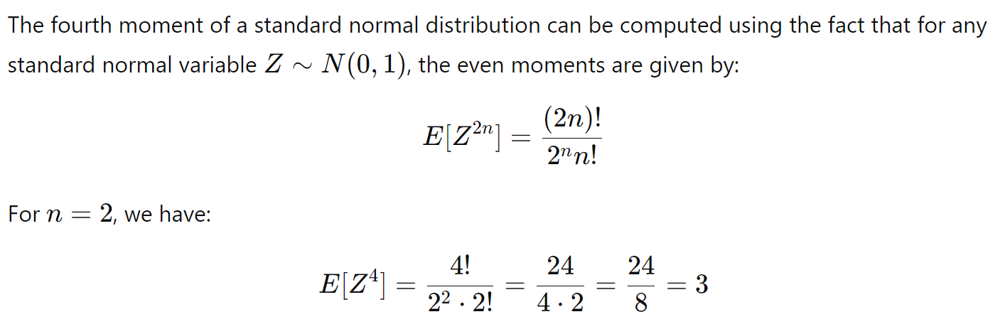 The fourth moment of a standard normal distribution can be computed using the fact that for any
standard normal variable $Z \sim N(0, 1)$, the even moments are given by:
$$E[Z^{2n}] = \frac{(2n)!}{2^n n!}$$
For $n = 2$, we have:
$$E[Z^4] = \frac{4!}{2^2 \cdot 2!} = \frac{24}{4 \cdot 2} = \frac{24}{8} = 3$$